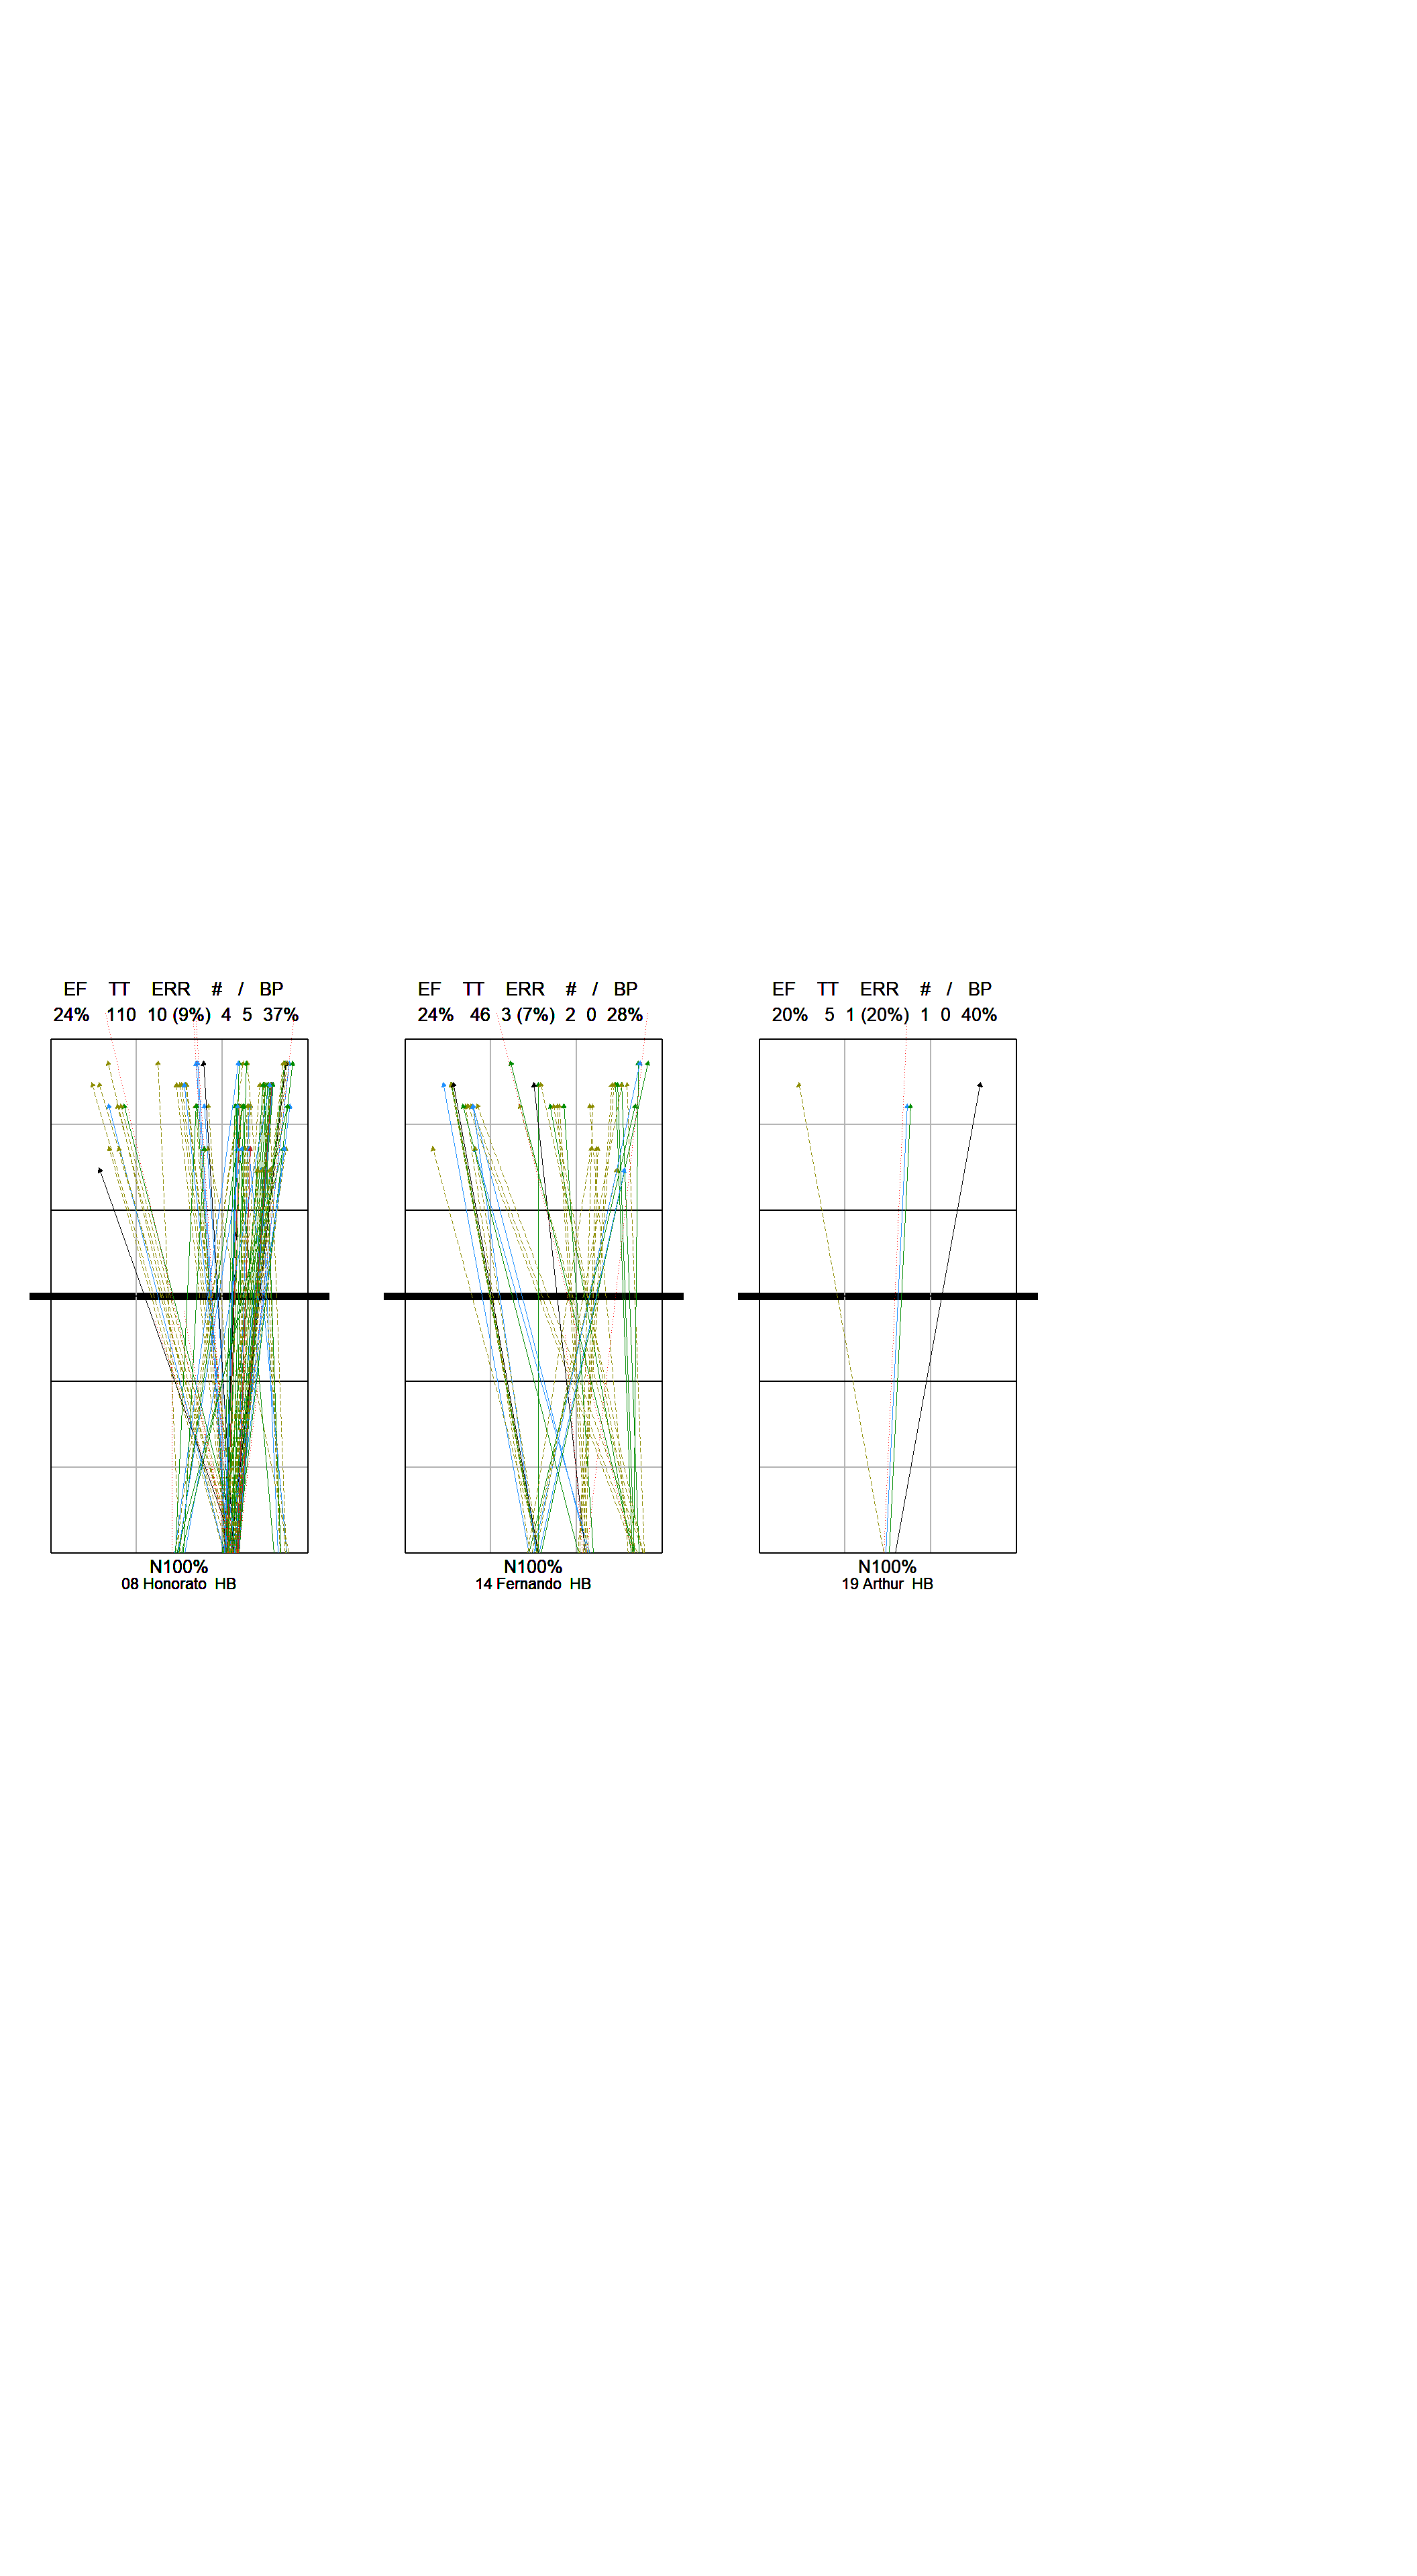 EF TT ERR # / BP
24% 110 10 (9%) 4 5 37%
N100%
08 Honorato HB
EF TT ERR # / BP
24% 46 3 (7%) 2 0 28%
N100%
14 Fernando HB
EF TT ERR # / BP
20% 5 1 (20%) 1 0 40%
N100%
19 Arthur HB